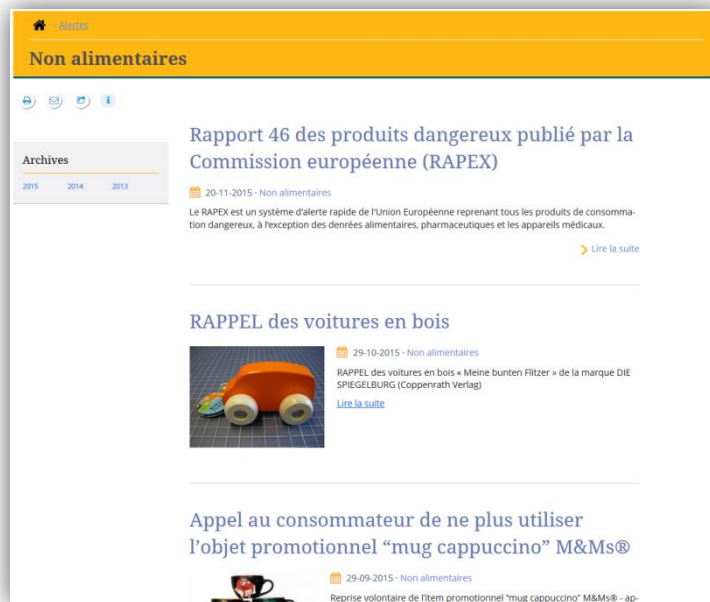 Alertes
Non alimentaires
Archives
2015 2014 2013
Rapport 46 des produits dangereux publié par la
Commission européenne (RAPEX)
20-11-2015 · Non alimentaires
Le RAPEX est un système d'alerte rapide de l'Union Européenne reprenant tous les produits de consomma-
tion dangereux, à l'exception des denrées alimentaires, pharmaceutiques et les appareils médicaux.
Lire la suite
RAPPEL des voitures en bois
29-10-2015 · Non alimentaires
RAPPEL des voitures en bois « Meine bunten Flitzer » de la marque DIE
SPIEGELBURG (Coppenrath Verlag)
Lire la suite
Appel au consommateur de ne plus utiliser
l’objet promotionnel “mug cappuccino” M&Ms®
29-09-2015 · Non alimentaires
Reprise volontaire de l'item promotionnel "mug cappuccino" M&Ms® - ap-